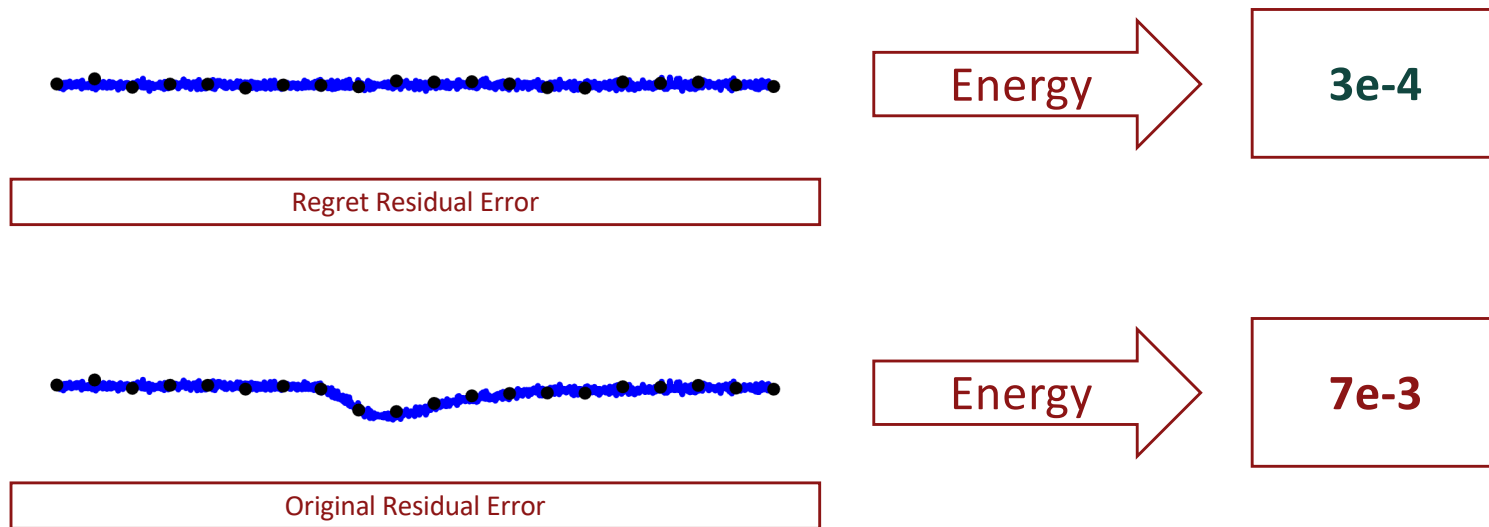 Energy
3e-4
Regret Residual Error
Energy
7e-3
Original Residual Error